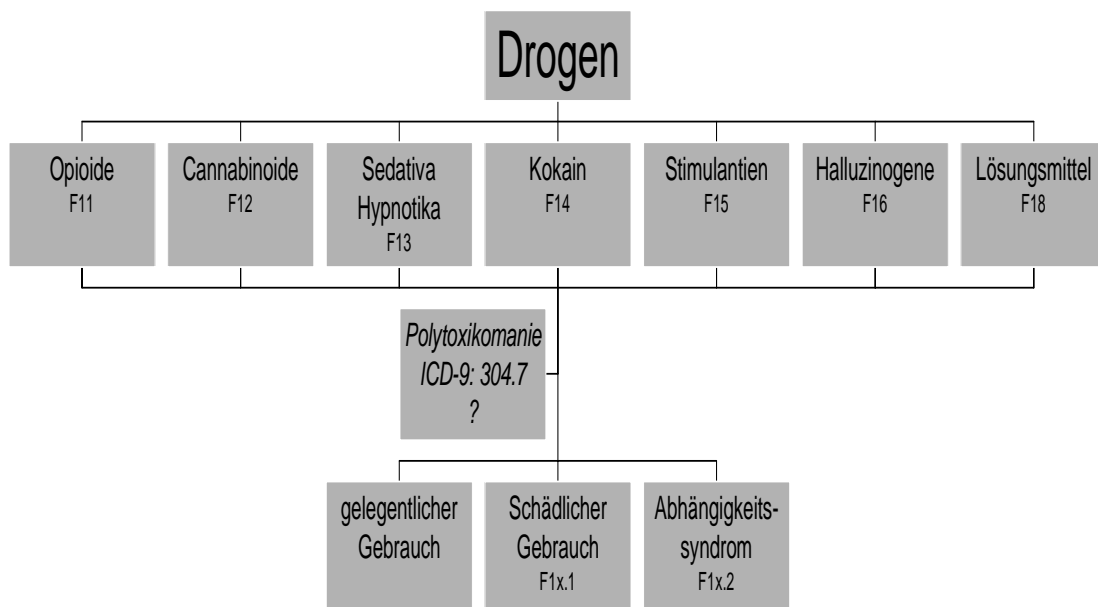 Drogen
Opioide
F11
Cannabinoide
F12
Sedativa
Hypnotika
F13
Kokain
F14
Stimulantien
F15
Halluzinogene
F16
Lösungsmittel
F18
Polytoxikomanie
ICD-9: 304.7
?
gelegentlicher
Gebrauch
Schädlicher
Gebrauch
F1x.1
Abhängigkeits-
syndrom
F1x.2